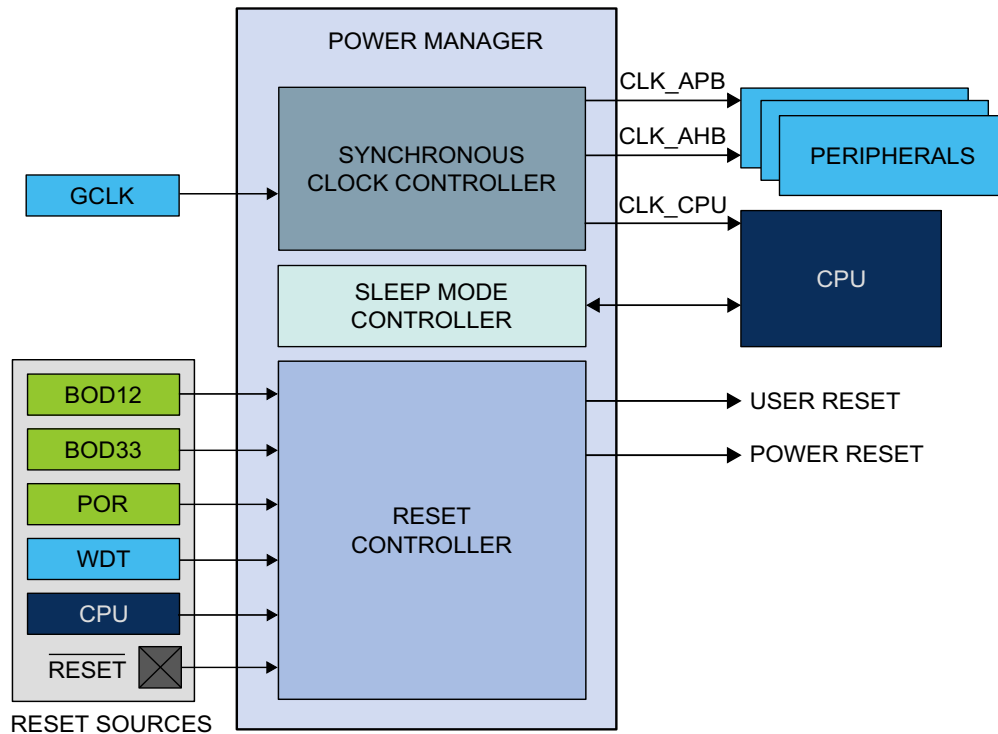 POWER MANAGER
SYNCHRONOUS
CLOCK CONTROLLER
GCLK
CLK_APB
CLK_AHB
CLK_CPU
PERIPHERALS
CPU
SLEEP MODE
CONTROLLER
BOD12
BOD33
POR
WDT
CPU
RESET
RESET SOURCES
RESET
CONTROLLER
USER RESET
POWER RESET